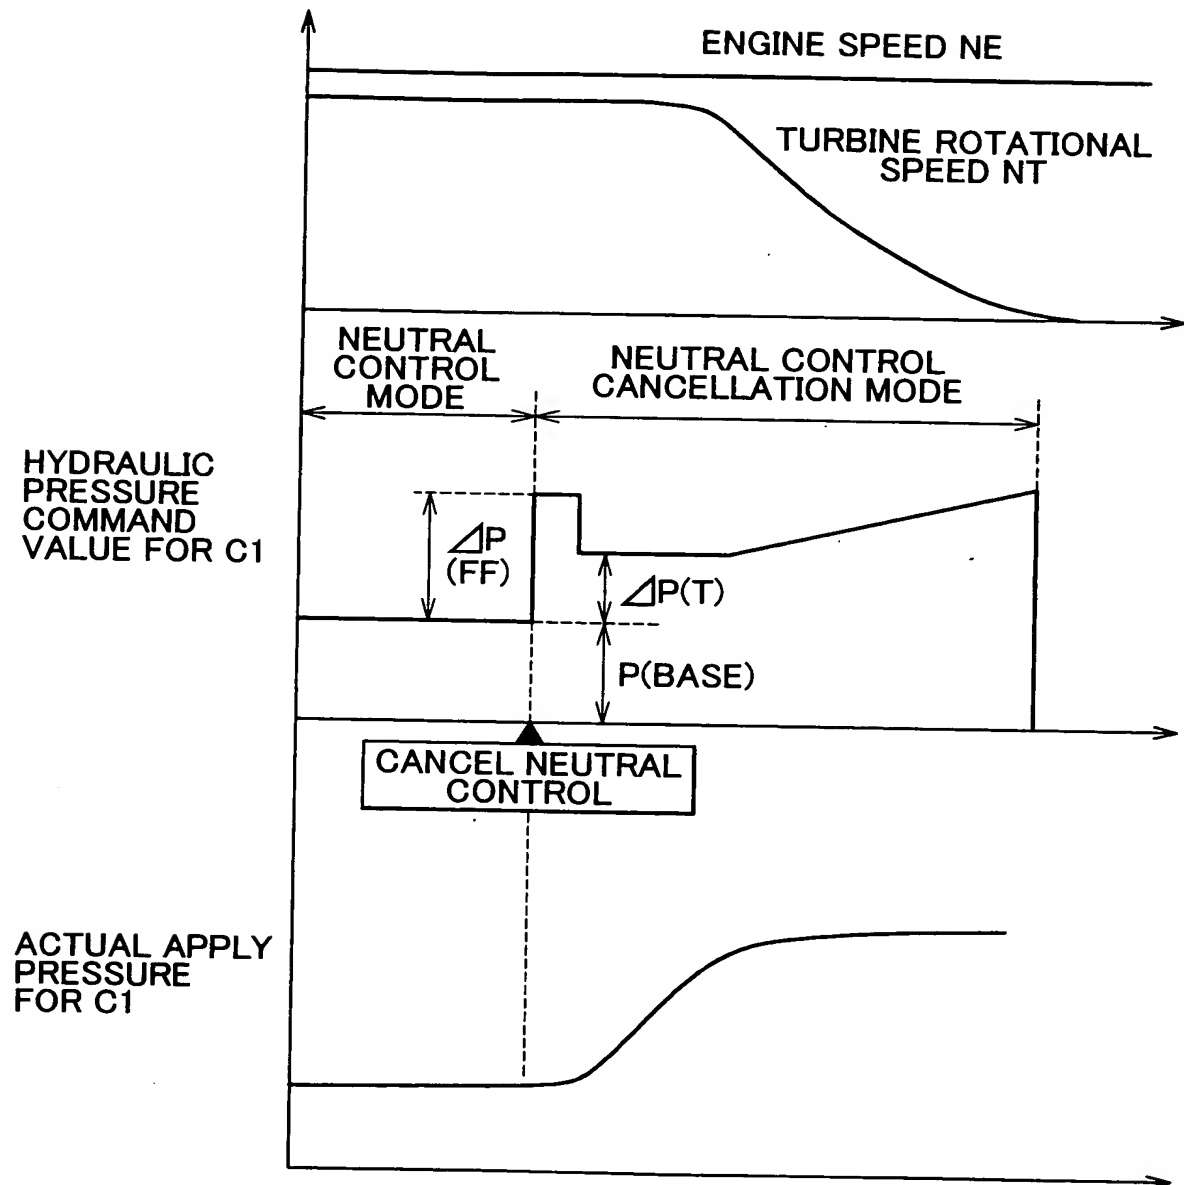 ENGINE SPEED NE
TURBINE ROTATIONAL
SPEED NT
NEUTRAL
CONTROL
MODE
NEUTRAL CONTROL
CANCELLATION MODE
HYDRAULIC
PRESSURE
COMMAND
VALUE FOR C1
⊿P
(FF)
⊿P(T)
P(BASE)
CANCEL NEUTRAL
CONTROL
ACTUAL APPLY
PRESSURE
FOR C1